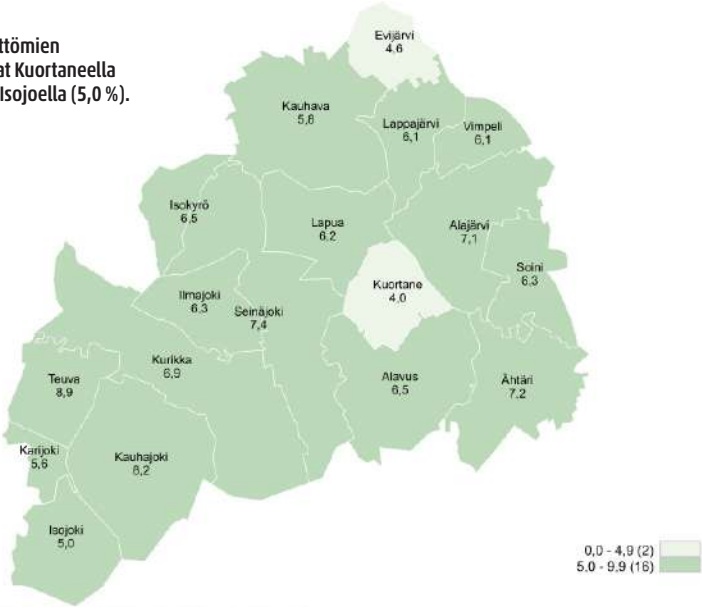 ttömien
at Kuortaneella
Isojoella (5,0 %).
Evijärvi
4,6
Kauhava
5,8
Lappajärvi
6,1
Vimpeli
6,1
Isokyrö
6,5
Lapua
6,2
Alajärvi
7,1
Soini
6,3
Kuortane
4,0
Ilmajoki
6,3
Seinäjoki
7,4
Kurikka
6,9
Teuva
8,9
Alavus
6,5
Ähtäri
7,2
Karijoki
5,6
Kauhajoki
8,2
Isojoki
5,0
0,0 - 4,9 (2)
5,0 - 9,9 (16)